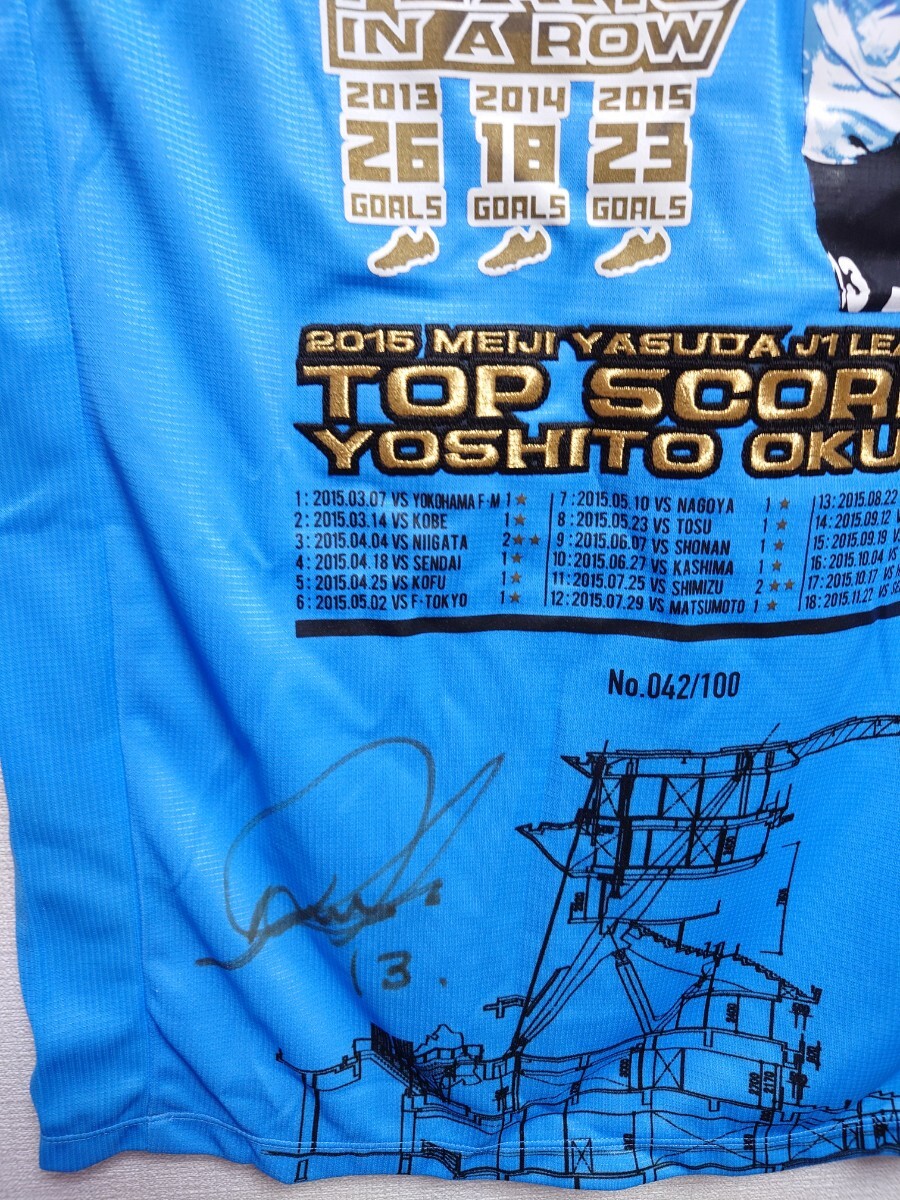 IN A ROW
2013 2014 2015
26 18 23
GOALS GOALS GOALS
13
2015 MEIJI YASUDA J1 LEA
TOP SCOR
YOSHITO OKU
1:2015.03.07 VS YOKOHAMA F・M 1★
2:2015.03.14 VS KOBE 1★
3:2015.04.04 VS NIIGATA 2★★
4:2015.04.18 VS SENDAI 1★
5:2015.04.25 VS KOFU 1★
6:2015.05.02 VS F・TOKYO 1★
7:2015.05.10 VS NAGOYA 1★
8:2015.05.23 VS TOSU 1★
9:2015.06.07 VS SHONAN 1★
10:2015.06.27 VS KASHIMA 1★
11:2015.07.25 VS SHIMIZU 2★★
12:2015.07.29 VS MATSUMOTO 1★
13:2015.08.22
14:2015.09.12 V
15:2015.09.19 V
16:2015.10.04 V
17:2015.10.17 VS
18:2015.11.22 VS SE
No.042/100
13.